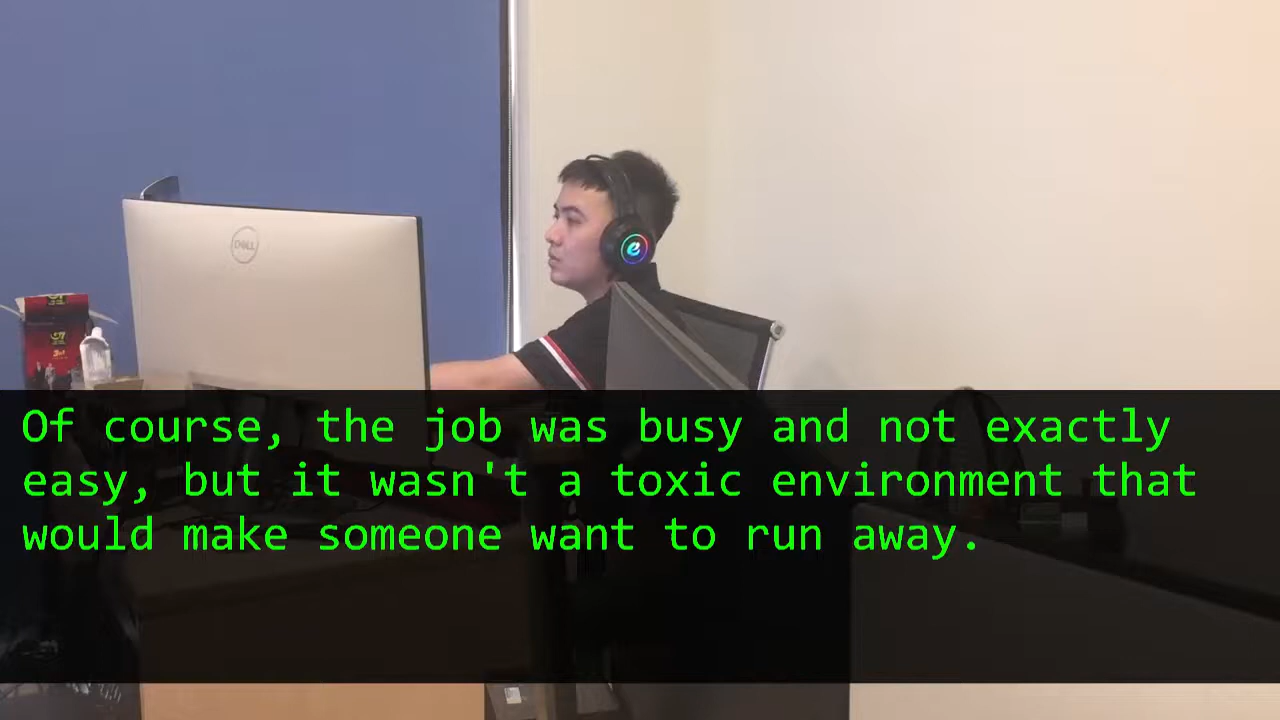 DELL
Of course, the job was busy and not exactly
easy, but it wasn't a toxic environment that
would make someone want to run away.